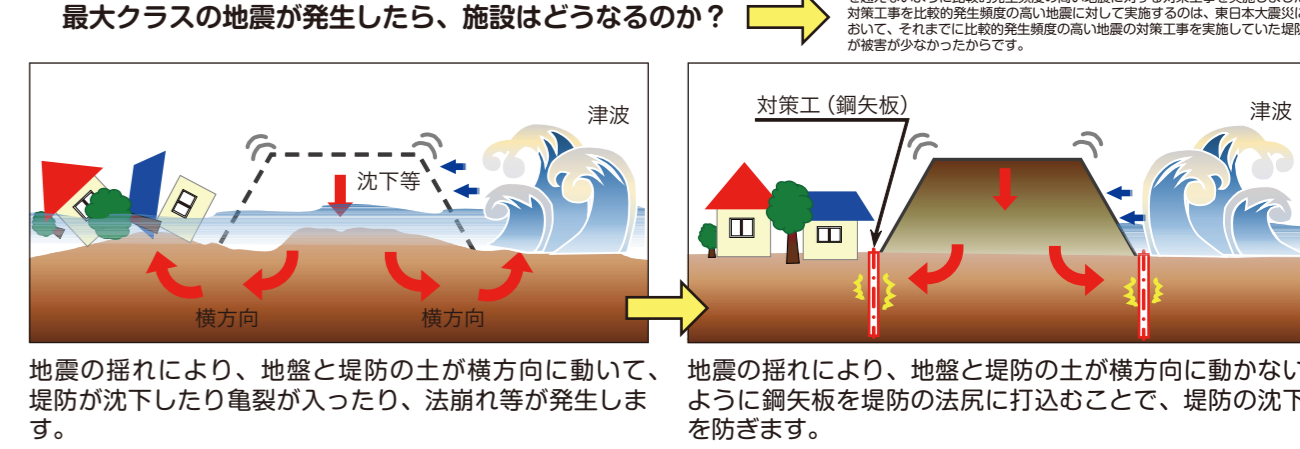 最大クラスの地震が発生したら、施設はどうなるのか？
対策工事を比較的発生頻度の高い地震に対して実施するのは、東日本大震災に
おいて、それまでに比較的発生頻度の高い地震の対策工事を実施していた堤防
が被害が少なかったからです。
津波
沈下等
横方向
横方向
地震の揺れにより、地盤と堤防の土が横方向に動いて、
堤防が沈下したり亀裂が入ったり、法崩れ等が発生しま
す。
対策工（鋼矢板）
津波
地震の揺れにより、地盤と堤防の土が横方向に動かない
ように鋼矢板を堤防の法尻に打込むことで、堤防の沈下
を防ぎます。